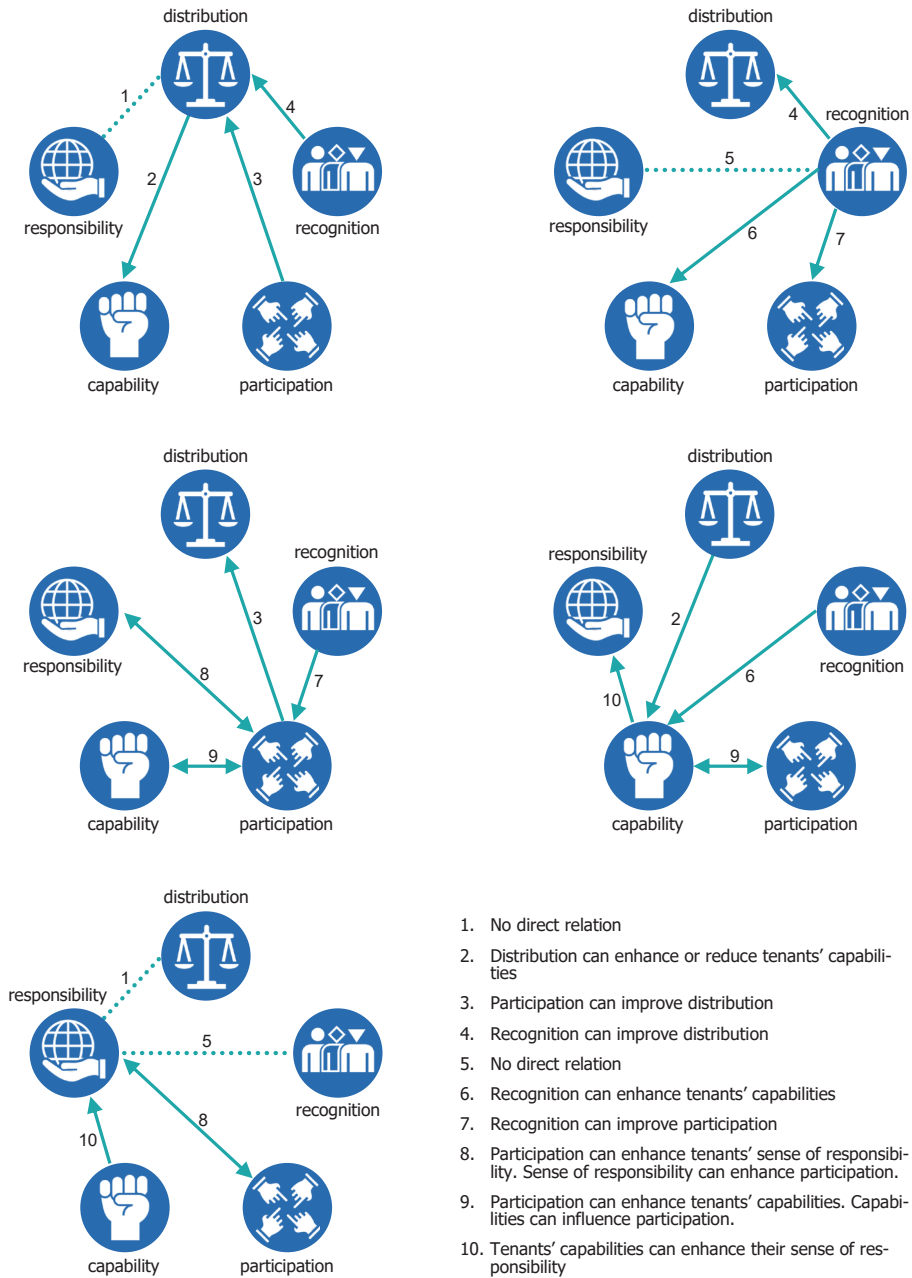 distribution
1
4
responsibility
2
3
recognition
capability
participation
distribution
4
recognition
5
responsibility
6
7
capability
participation
distribution
recognition
3
responsibility
8
7
9
capability
participation
distribution
responsibility
2
6
recognition
10
9
capability
participation
distribution
1
responsibility
5
recognition
8
10
capability
participation
1. No direct relation
2. Distribution can enhance or reduce tenants’ capabili-
ties
3. Participation can improve distribution
4. Recognition can improve distribution
5. No direct relation
6. Recognition can enhance tenants’ capabilities
7. Recognition can improve participation
8. Participation can enhance tenants’ sense of responsibi-
lity. Sense of responsibility can enhance participation.
9. Participation can enhance tenants’ capabilities. Capabi-
lities can influence participation.
10. Tenants’ capabilities can enhance their sense of res-
ponsibility